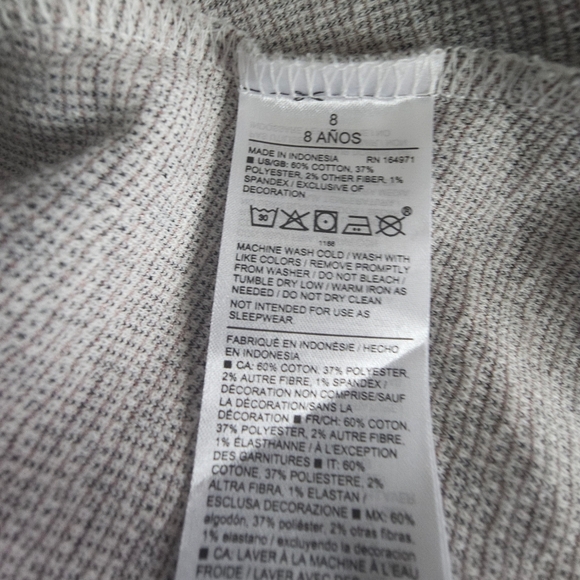 8
8 AÑOS
MADE IN INDONESIA RN 164971
■ US/GB: 60% COTTON, 37%
POLYESTER, 2% OTHER FIBER, 1%
SPANDEX / EXCLUSIVE OF
DECORATION
30
®
1188
MACHINE WASH COLD / WASH WITH
LIKE COLORS / REMOVE PROMPTLY
FROM WASHER / DO NOT BLEACH /
TUMBLE DRY LOW / WARM IRON AS
NEEDED / DO NOT DRY CLEAN
NOT INTENDED FOR USE AS
SLEEPWEAR.
FABRIQUÉ EN INDONÉSIE / HECHO
EN INDONESIA
■ CA: 60% COTON, 37% POLYESTER,
2% AUTRE FIBRE, 1% SPANDEX /
DÉCORATION NON COMPRISE/SAUF
LA DÉCORATION/SANS LA
DÉCORATION ■ FR/CH: 60% COTON,
37% POLYESTER, 2% AUTRE FIBRE,
1% ÉLASTHANNE / À L'EXCEPTION
DES GARNITURES ■ IT: 60%
COTONE, 37% POLIESTERE, 2%
ALTRA FIBRA, 1% ELASTAN /
ESCLUSA DECORAZIONE ■ MX: 60%
algodón, 37% poliéster, 2% otras fibras,
1% elastano / excluyendo la decoracion
■ CA: LAVER À LA MACHINE À L'EAU
FROIDE